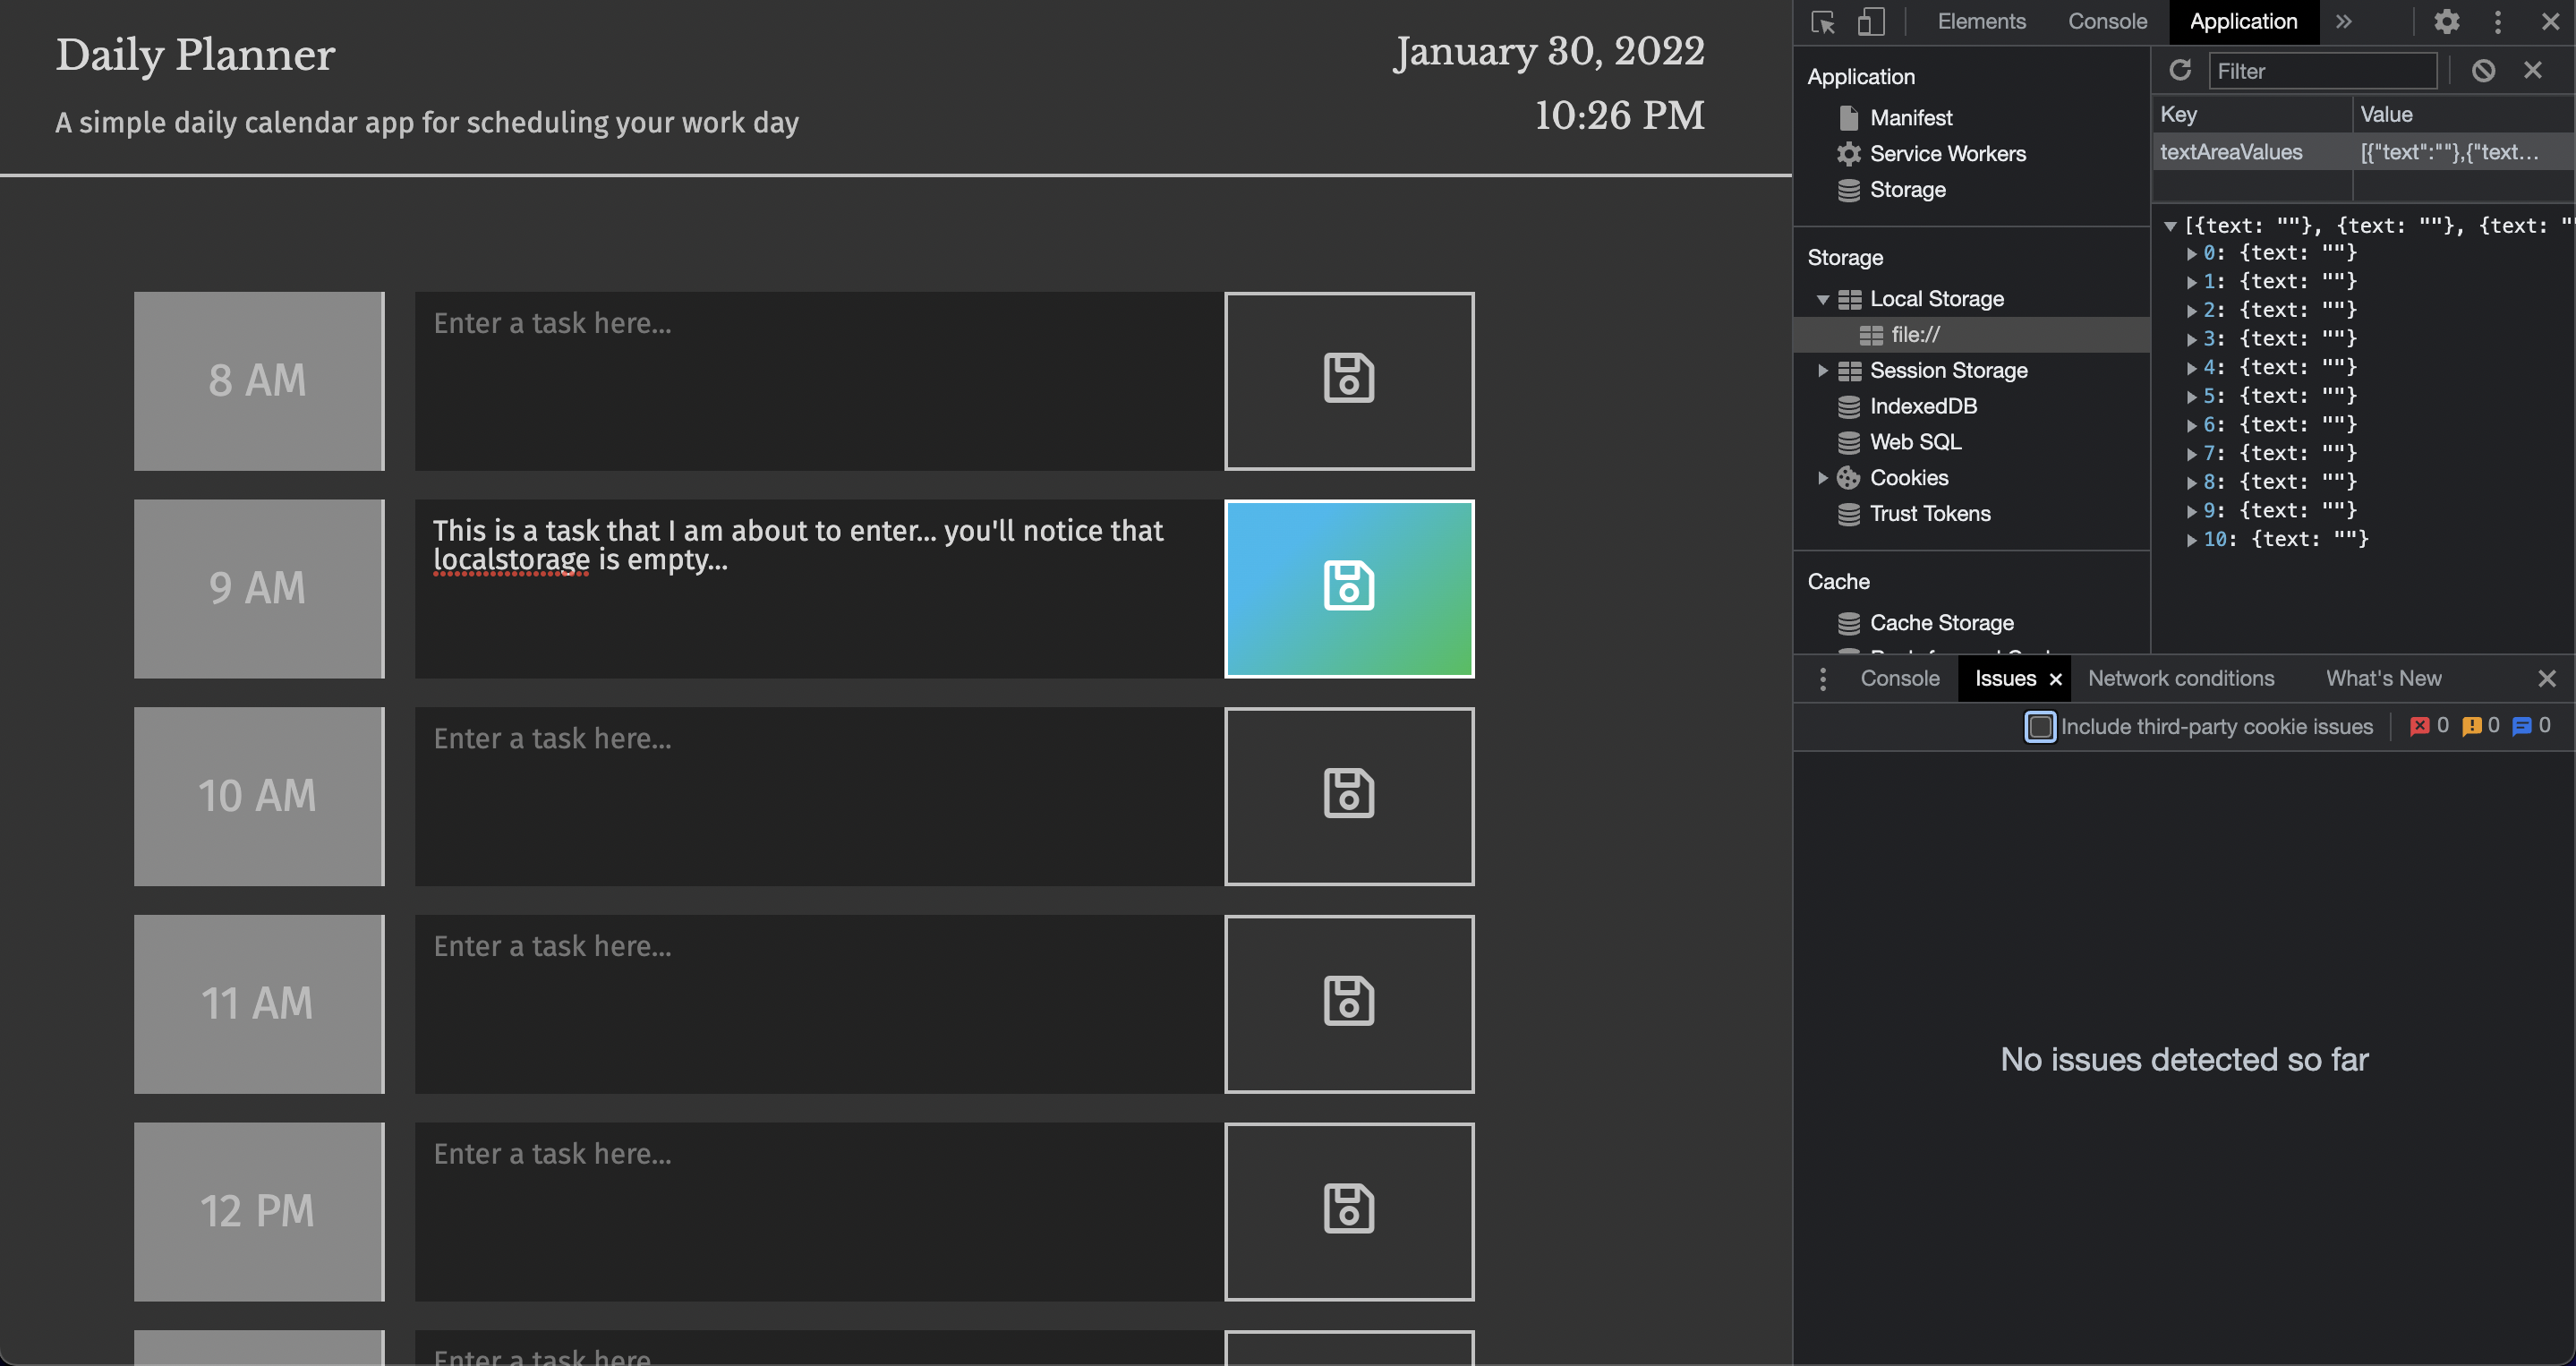 Daily Planner
A simple daily calendar app for scheduling your work day
January 30, 2022
10:26 PM
8 AM
Enter a task here...
9 AM
This is a task that I am about to enter... you'll notice that
localstorage is empty...
10 AM
Enter a task here...
11 AM
Enter a task here...
12 PM
Enter a task here...
Enter a task here...
Elements Console Application
Application
Manifest
Service Workers
Storage
Storage
Local Storage
file://
Session Storage
IndexedDB
Web SQL
Cookies
Trust Tokens
Cache
Cache Storage
Filter
Key Value
textAreaValues [{"text":""},{"text...
[{text: ""}, {text: ""}, {text: "
0: {text: ""}
1: {text: ""}
2: {text: ""}
3: {text: ""}
4: {text: ""}
5: {text: ""}
6: {text: ""}
7: {text: ""}
8: {text: ""}
9: {text: ""}
10: {text: ""}
Console Issues Network conditions What's New
Include third-party cookie issues 0 0 0
No issues detected so far